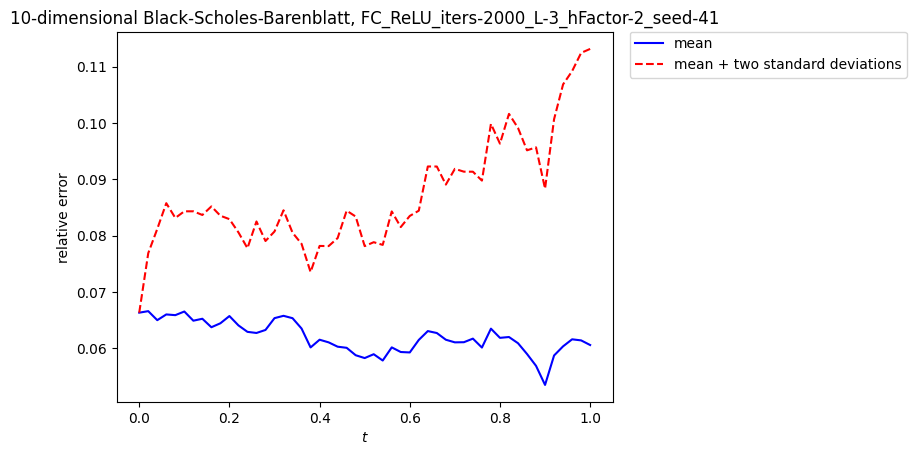 10-dimensional Black-Scholes-Barenblatt, FC_ReLU_iters-2000_L-3_hFactor-2_seed-41
mean
mean + two standard deviations
relative error
0.11
0.10
0.09
0.08
0.07
0.06
0.0
0.2
0.4
0.6
0.8
1.0
t